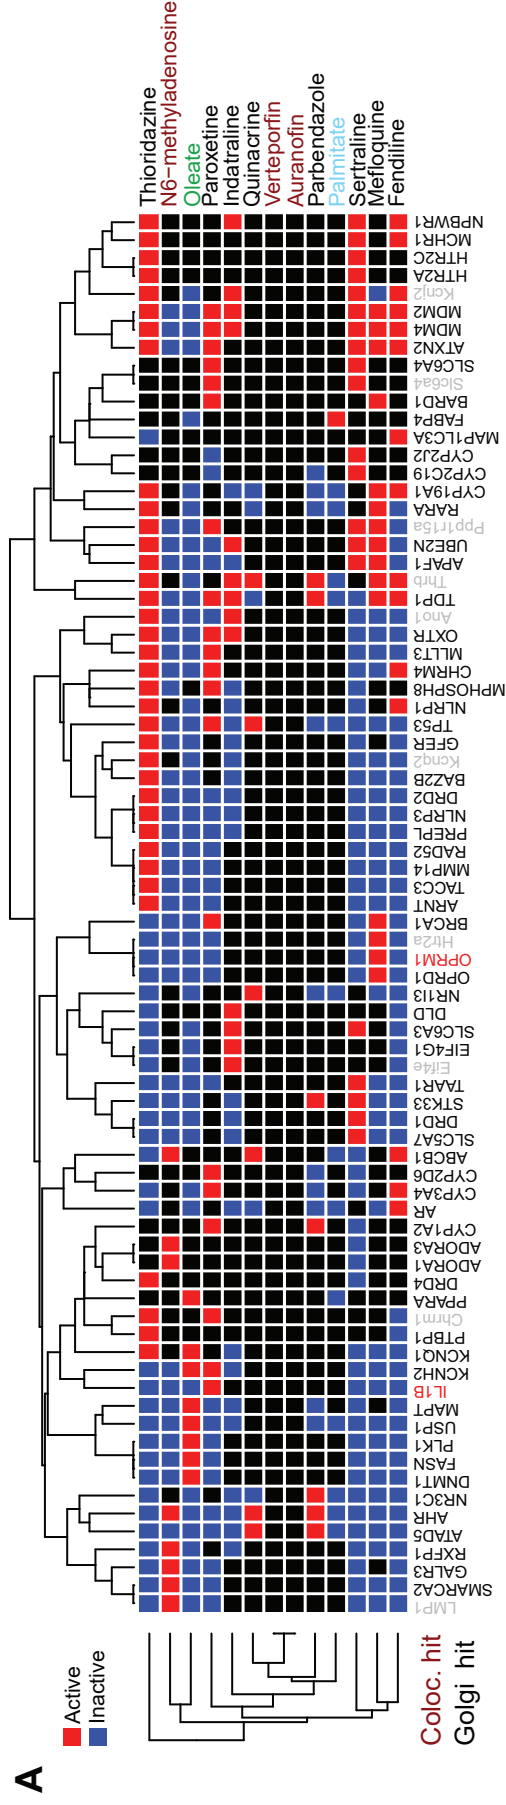 A
Active
Inactive
Coloc. hit
Golgi hit
Thioridazine
N6−methyladenosine
Oleate
Paroxetine
Indatraline
Quinacrine
Verteporfin
Auranofin
Parbendazole
Palmitate
Sertraline
Mefloquine
Fendiline
NPBWR1
MCHR1
HTR2C
HTR2A
Kcnj2
MDM2
MDM4
ATXN2
SLC6A4
Slc6a4
BARD1
FABP4
MAP1LC3A
CYP2J2
CYP2C19
CYP19A1
RARA
Ppp1r15a
UBE2N
APAF1
Thrb
TDP1
Ano1
OXTR
MLLT3
CHRM4
MPHOSPH8
NLRP1
TP53
GFER
Kcnq2
BAZ2B
DRD2
NLRP3
PREPL
RAD52
MMP14
TACC3
ARNT
BRCA1
Htr2a
OPRM1
OPRD1
NR1I3
DLD
SLC6A3
EIF4G1
Eif4e
TAAR1
STK33
DRD1
SLC5A7
ABCB1
CYP2D6
CYP3A4
AR
CYP1A2
ADORA3
ADORA1
DRD4
PPARA
Chrm1
PTBP1
KCNQ1
KCNH2
IL1B
MAPT
USP1
PLK1
FASN
DNMT1
NR3C1
AHR
ATAD5
RXFP1
GALR3
SMARCA2
LMP1